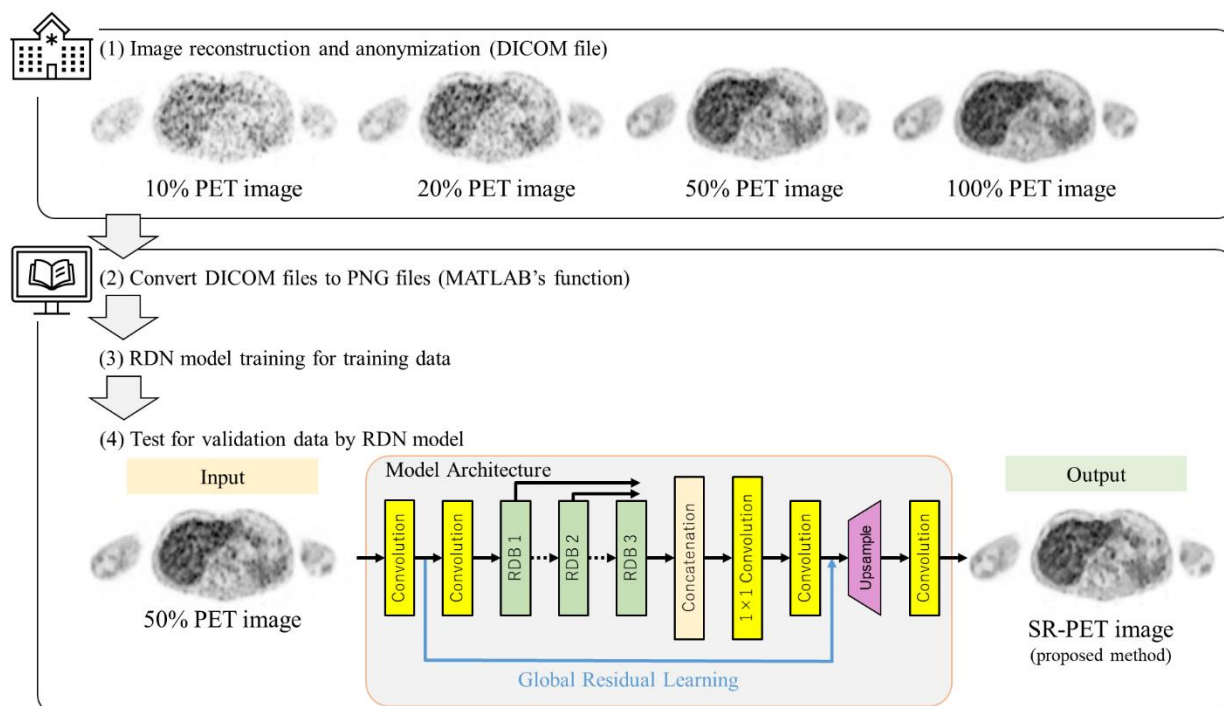 (1) Image reconstruction and anonymization (DICOM file)
10% PET image
20% PET image
50% PET image
100% PET image
(2) Convert DICOM files to PNG files (MATLAB's function)
(3) RDN model training for training data
(4) Test for validation data by RDN model
Input
50% PET image
Model Architecture
Convolution
Convolution
RDB 1
RDB 2
RDB 3
Concatenation
1×1 Convolution
Convolution
Upsample
Convolution
Global Residual Learning
Output
SR-PET image
(proposed method)